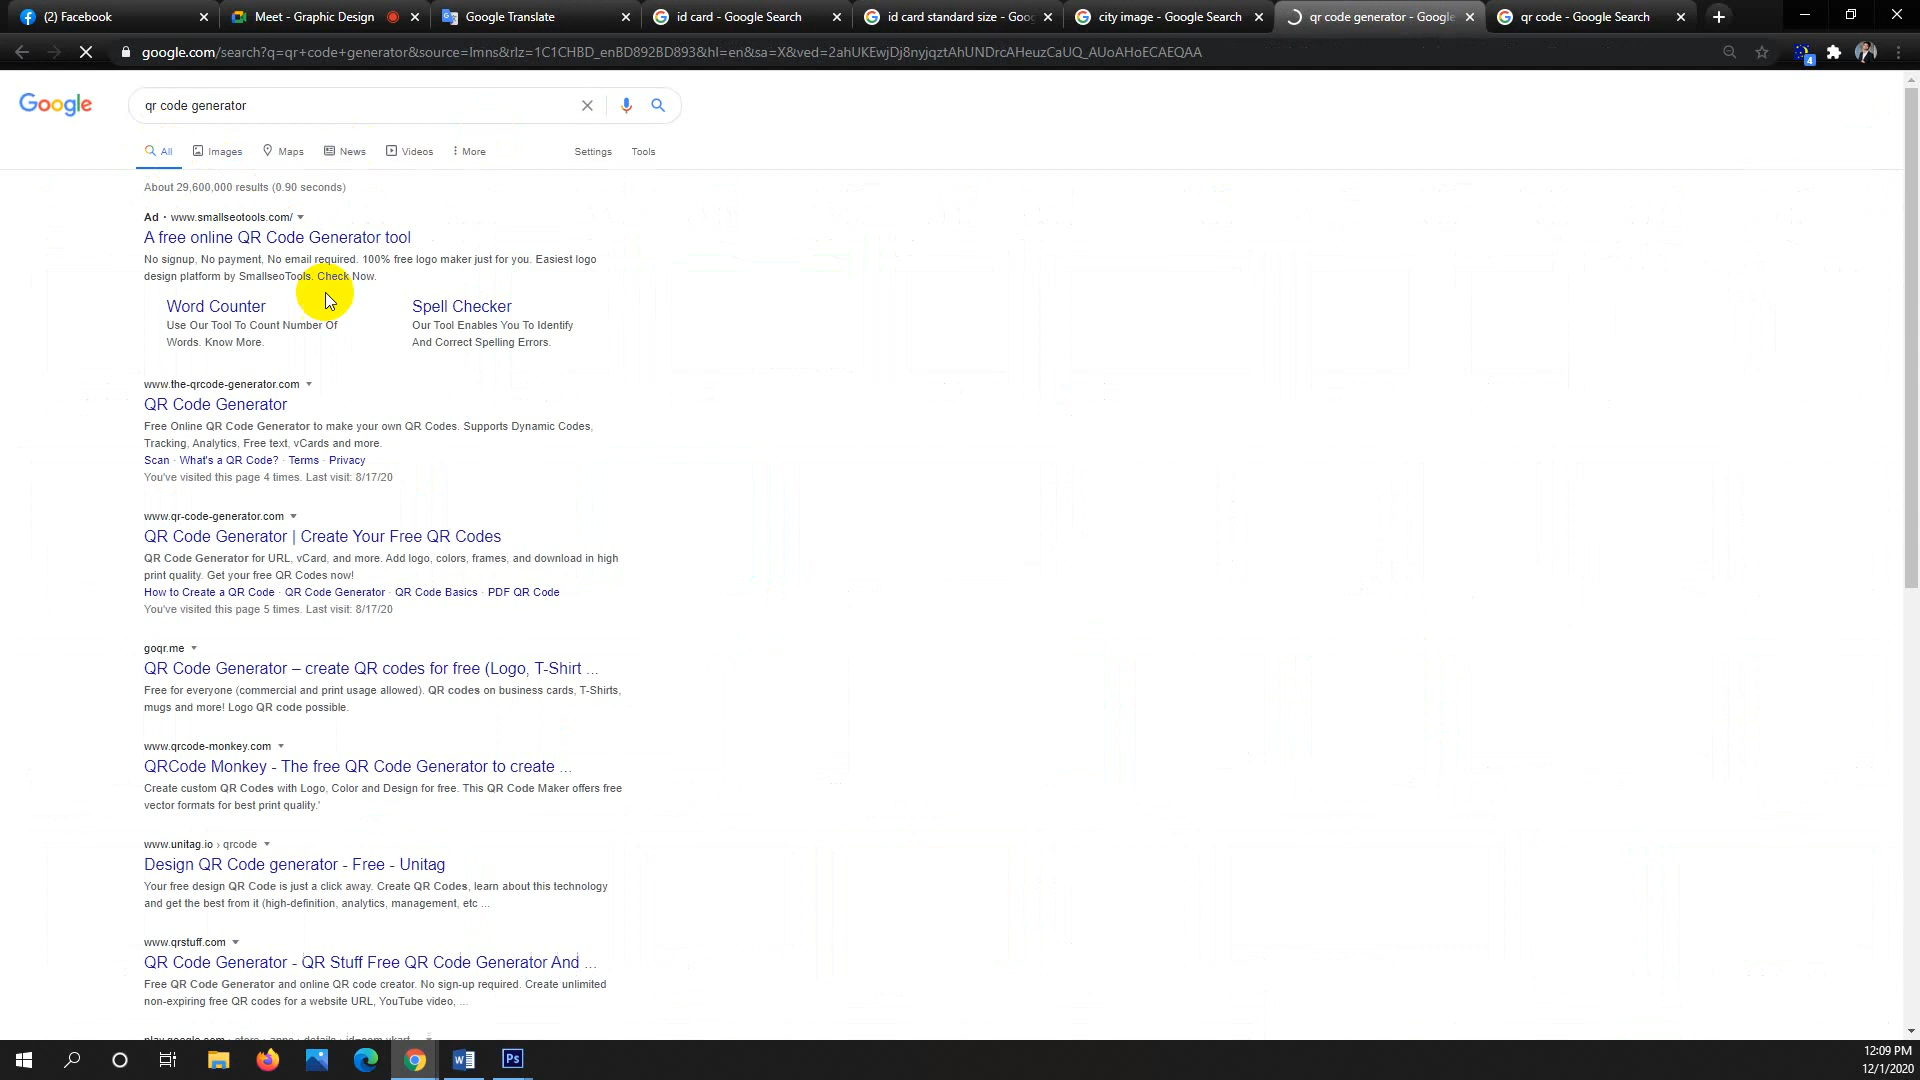 (2) Facebook
Meet - Graphic Design
Google Translate
id card - Google Search
id card standard size - Goo
city image - Google Search
qr code generator - Google
qr code - Google Search
google.com/search?q=qr+code+generator&source=lmns&rlz=1C1CHBD_enBD892BD893&hl=en&sa=X&ved=2ahUKEwjDj8nyjqztAhUNDrcAHeuzCaUQ_AUoAHoECAEQAA
4
Google
qr code generator
All
Images
Maps
News
Videos
More
Settings
Tools
About 29,600,000 results (0.90 seconds)
Ad · www.smallseotools.com/
A free online QR Code Generator tool
No signup, No payment, No email required. 100% free logo maker just for you. Easiest logo
design platform by SmallseoTools. Check Now.
Word Counter
Use Our Tool To Count Number Of
Words. Know More.
Spell Checker
Our Tool Enables You To Identify
And Correct Spelling Errors.
www.the-qrcode-generator.com
QR Code Generator
Free Online QR Code Generator to make your own QR Codes. Supports Dynamic Codes,
Tracking, Analytics, Free text, vCards and more.
Scan · What's a QR Code? · Terms · Privacy
You've visited this page 4 times. Last visit: 8/17/20
www.qr-code-generator.com
QR Code Generator | Create Your Free QR Codes
QR Code Generator for URL, vCard, and more. Add logo, colors, frames, and download in high
print quality. Get your free QR Codes now!
How to Create a QR Code · QR Code Generator · QR Code Basics · PDF QR Code
You've visited this page 5 times. Last visit: 8/17/20
goqr.me
QR Code Generator – create QR codes for free (Logo, T-Shirt ...
Free for everyone (commercial and print usage allowed). QR codes on business cards, T-Shirts,
mugs and more! Logo QR code possible.
www.qrcode-monkey.com
QRCode Monkey - The free QR Code Generator to create ...
Create custom QR Codes with Logo, Color and Design for free. This QR Code Maker offers free
vector formats for best print quality.'
www.unitag.io › qrcode
Design QR Code generator - Free - Unitag
Your free design QR Code is just a click away. Create QR Codes, learn about this technology
and get the best from it (high-definition, analytics, management, etc ...
www.qrstuff.com
QR Code Generator - QR Stuff Free QR Code Generator And ...
Free QR Code Generator and online QR code creator. No sign-up required. Create unlimited
non-expiring free QR codes for a website URL, YouTube video, ...
Ps
12:09 PM
12/1/2020